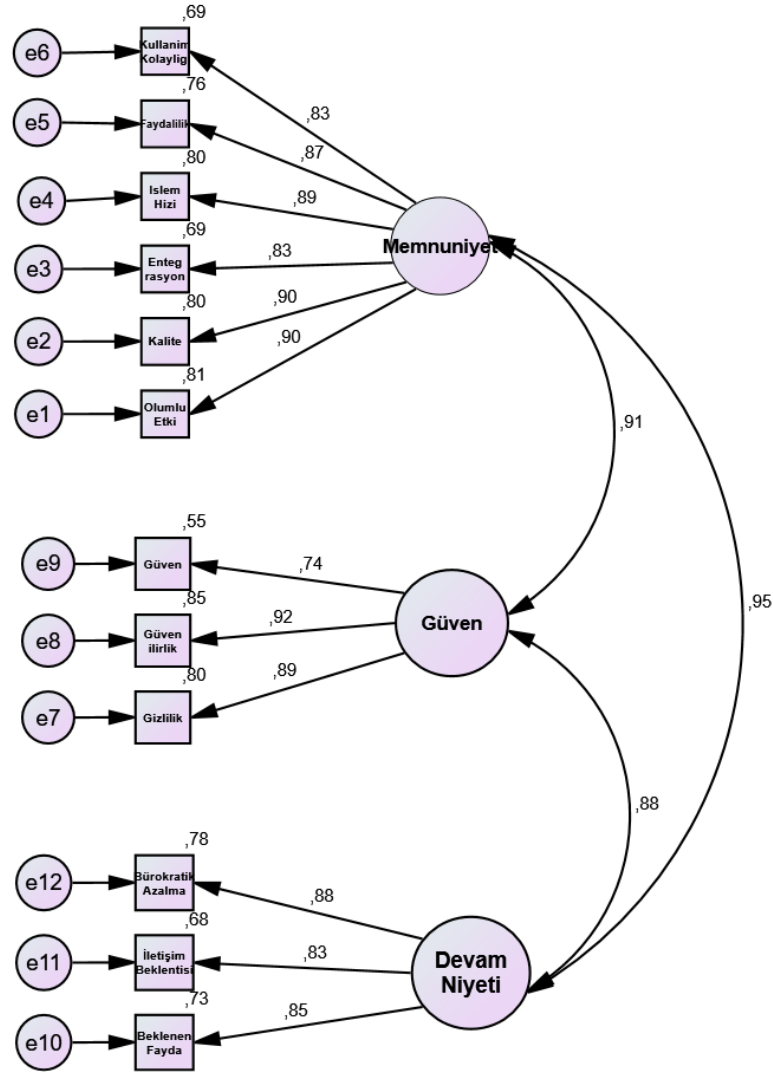 ,69
e6
Kullanim
Kolaylig
,83
,76
e5
Faydalilik
,87
,80
e4
Islem
Hizi
,89
Memnuniyet
,69
e3
Enteg
rasyon
,83
,80
e2
Kalite
,90
,81
e1
Olumlu
Etki
,90
,91
,55
e9
Güven
,74
,85
e8
Güven
ilirlik
,92
Güven
,95
,80
e7
Gizlilik
,89
,88
,78
e12
Bürokratik
Azalma
,88
,68
e11
İletişim
Beklentisi
,83
Devam
Niyeti
,73
e10
Beklenen
Fayda
,85